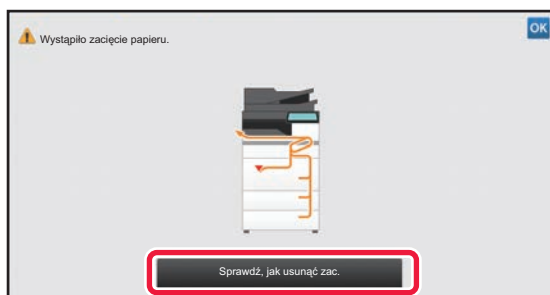 Wystąpiło zacięcie papieru.
OK
Sprawdź, jak usunąć zac.